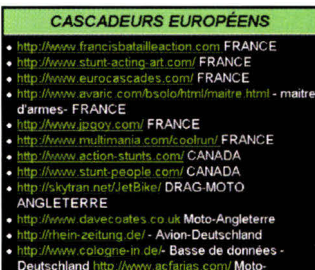 CASCADEURS EUROPÉENS
• http://www.francisbatailleaction.com FRANCE
• http://www.stunt-acting-art.com/ FRANCE
• http://www.eurocascades.com/ FRANCE
• http://www.avaric.com/bsolo/html/maitre.html - maitre
d'armes- FRANCE
• http://www.jpgoy.com/ FRANCE
• http://www.multimania.com/coolrun/ FRANCE
• http://www.action-stunts.com/ CANADA
• http://www.stunt-people.com/ CANADA
• http://skytran.net/JetBike/ DRAG-MOTO
ANGLETERRE
• http://www.davecoates.co.uk Moto-Angleterre
• http://rhein-zeitung.de/ - Avion-Deutschland
• http://www.cologne-in.de/- Basse de données -
Deutschland http://www.acfarias.com/ Moto-